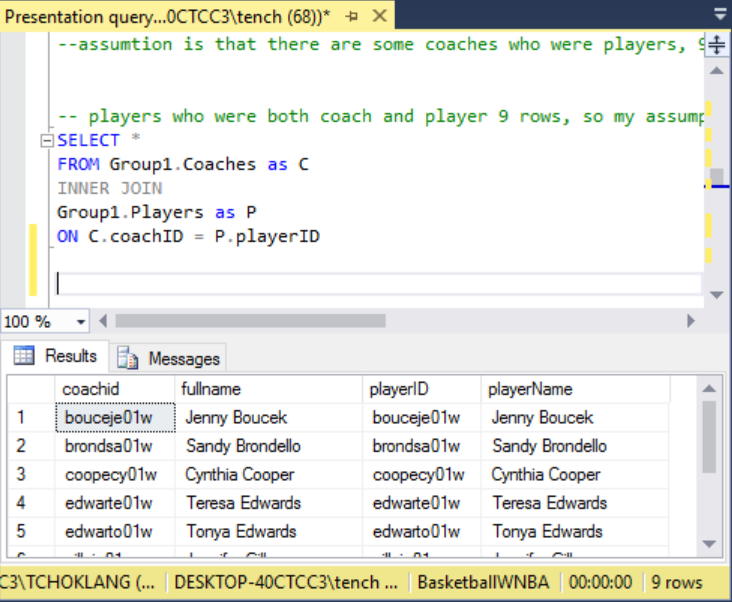 Presentation query...0CTCC3\tench (68))*
--assumtion is that there are some coaches who were players, 9
-- players who were both coach and player 9 rows, so my assump
SELECT *
FROM Group1.Coaches as C
INNER JOIN
Group1.Players as P
ON C.coachID = P.playerID
100 %
Results Messages
coachid fullname playerID playerName
1 bouceje01w Jenny Boucek bouceje01w Jenny Boucek
2 brondsa01w Sandy Brondello brondsa01w Sandy Brondello
3 coopecy01w Cynthia Cooper coopecy01w Cynthia Cooper
4 edwarte01w Teresa Edwards edwarte01w Teresa Edwards
5 edwarto01w Tonya Edwards edwarto01w Tonya Edwards
C3\TCHOKLANG (... DESKTOP-40CTCC3\tench ... BasketballWNBA 00:00:00 9 rows